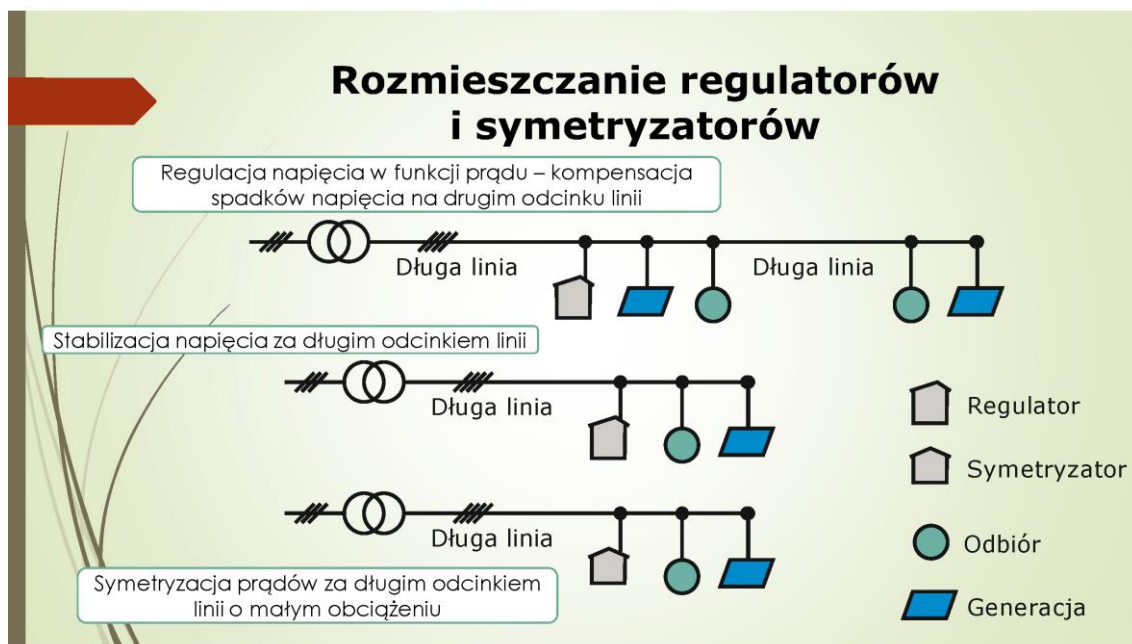 Rozmieszczanie regulatorów
i symetryzatorów
Regulacja napięcia w funkcji prądu – kompensacja
spadków napięcia na drugim odcinku linii
Długa linia
Długa linia
Stabilizacja napięcia za długim odcinkiem linii
Długa linia
Długa linia
Symetryzacja prądów za długim odcinkiem
linii o małym obciążeniu
Regulator
Symetryzator
Odbiór
Generacja